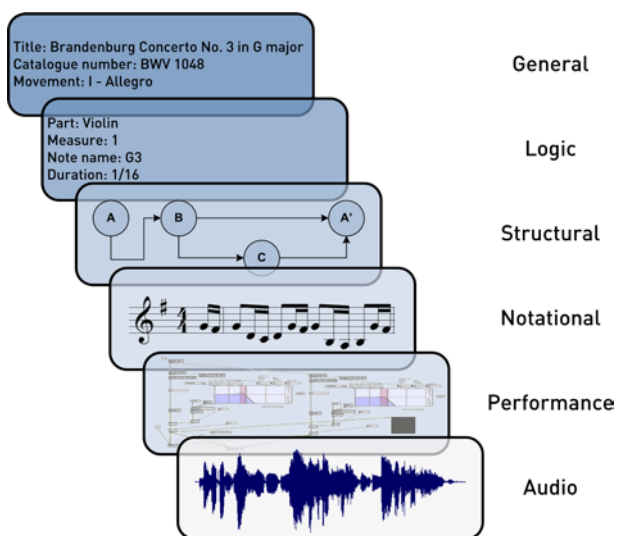 Title: Brandenburg Concerto No. 3 in G major
Catalogue number: BWV 1048
Movement: I - Allegro
General
Part: Violin
Measure: 1
Note name: G3
Duration: 1/16
Logic
A
B
A'
C
Structural
4
4
Notational
Performance
Audio